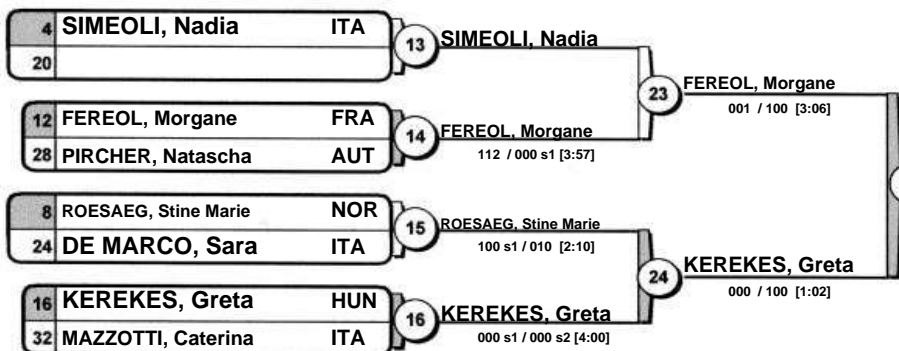 4 SIMEOLI, Nadia ITA
20
13
SIMEOLI, Nadia
12 FEREOL, Morgane FRA
28 PIRCHER, Natascha AUT
14
FEREOL, Morgane
112 / 000 s1 [3:57]
23
FEREOL, Morgane
001 / 100 [3:06]
8 ROESAEG, Stine Marie NOR
24 DE MARCO, Sara ITA
15
ROESAEG, Stine Marie
100 s1 / 010 [2:10]
16 KEREKES, Greta HUN
32 MAZZOTTI, Caterina ITA
16
KEREKES, Greta
000 s1 / 000 s2 [4:00]
24
KEREKES, Greta
000 / 100 [1:02]